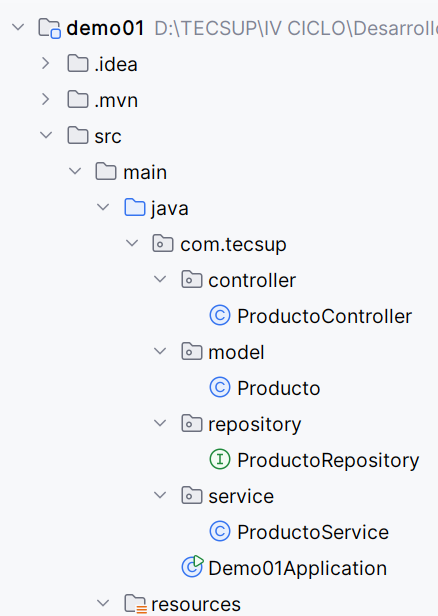 demo01 D:\TECSUP\IV CICLO\Desarroll
.idea
.mvn
src
main
java
com.tecsup
controller
ProductoController
model
Producto
repository
ProductoRepository
service
ProductoService
Demo01Application
resources